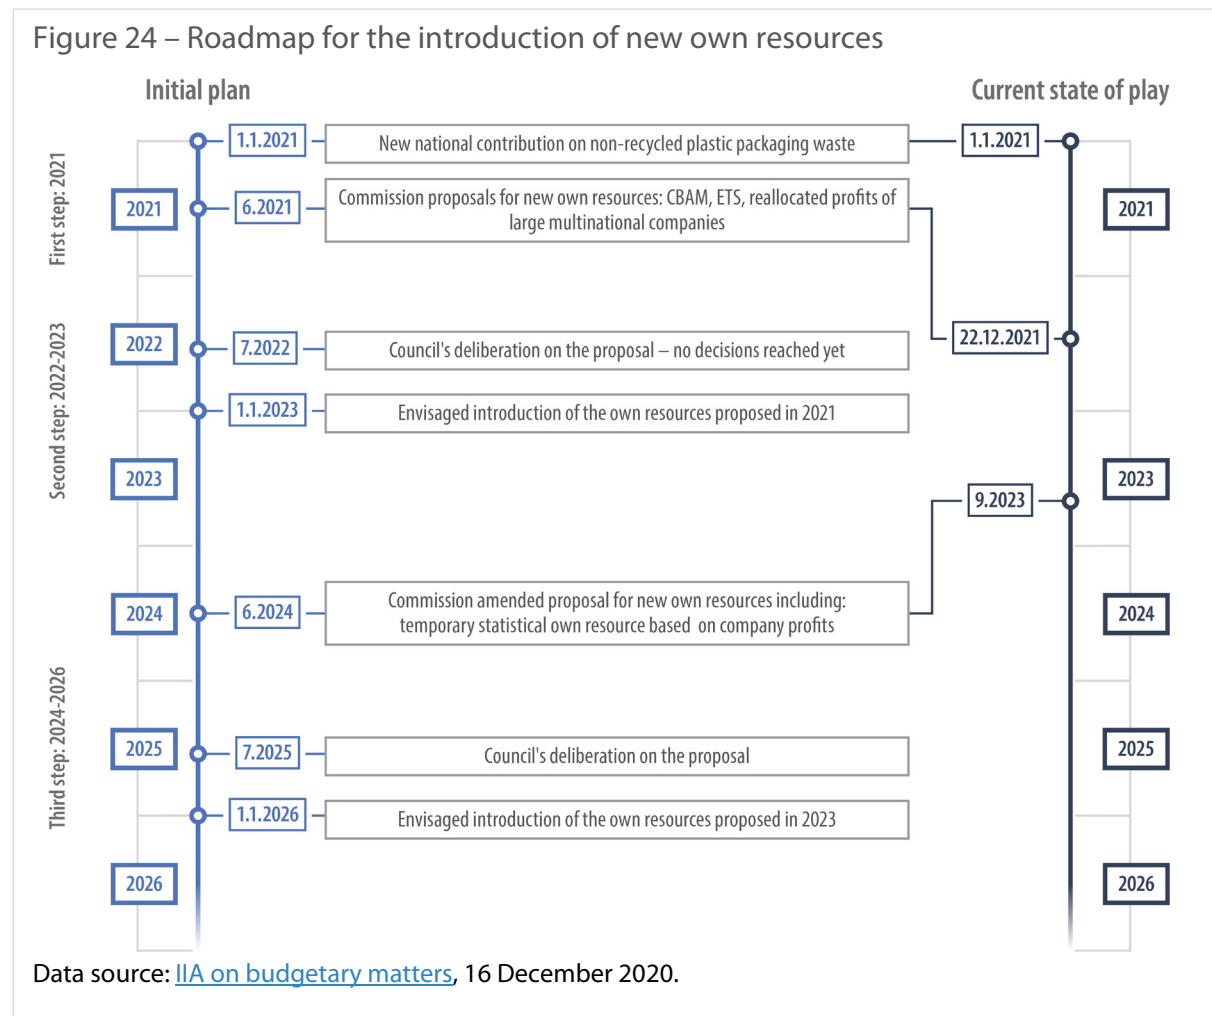 Figure 24 – Roadmap for the introduction of new own resources
Initial plan
Current state of play
First step: 2021
Second step: 2022-2023
Third step: 2024-2026
1.1.2021
New national contribution on non-recycled plastic packaging waste
1.1.2021
2021
6.2021
Commission proposals for new own resources: CBAM, ETS, reallocated profits of
large multinational companies
2021
2022
7.2022
Council's deliberation on the proposal – no decisions reached yet
22.12.2021
1.1.2023
Envisaged introduction of the own resources proposed in 2021
2023
9.2023
2023
2024
6.2024
Commission amended proposal for new own resources including:
temporary statistical own resource based on company profits
2024
2025
7.2025
Council's deliberation on the proposal
2025
1.1.2026
Envisaged introduction of the own resources proposed in 2023
2026
2026
Data source: IIA on budgetary matters, 16 December 2020.